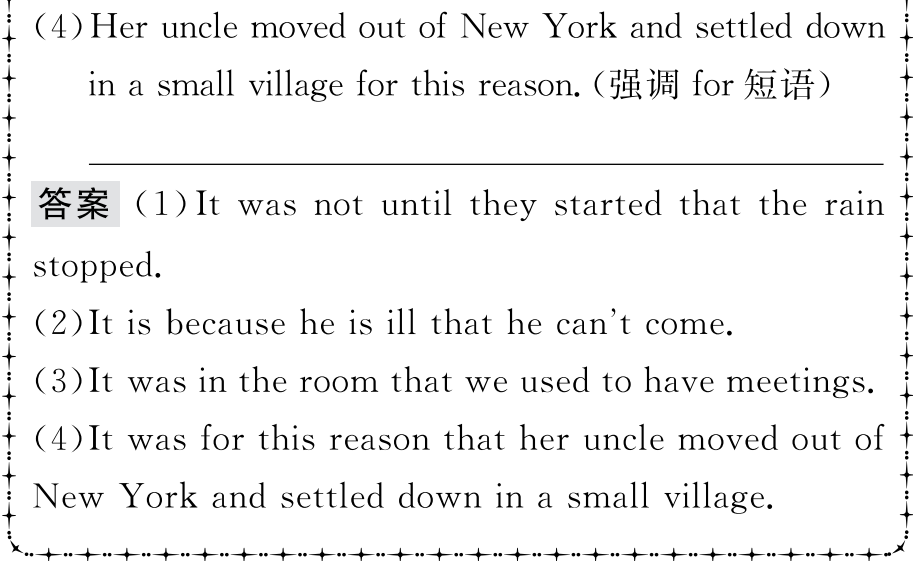 (4)Her uncle moved out of New York and settled down
in a small village for this reason.(强调 for 短语)
答案 (1)It was not until they started that the rain
stopped.
(2)It is because he is ill that he can't come.
(3)It was in the room that we used to have meetings.
(4)It was for this reason that her uncle moved out of
New York and settled down in a small village.